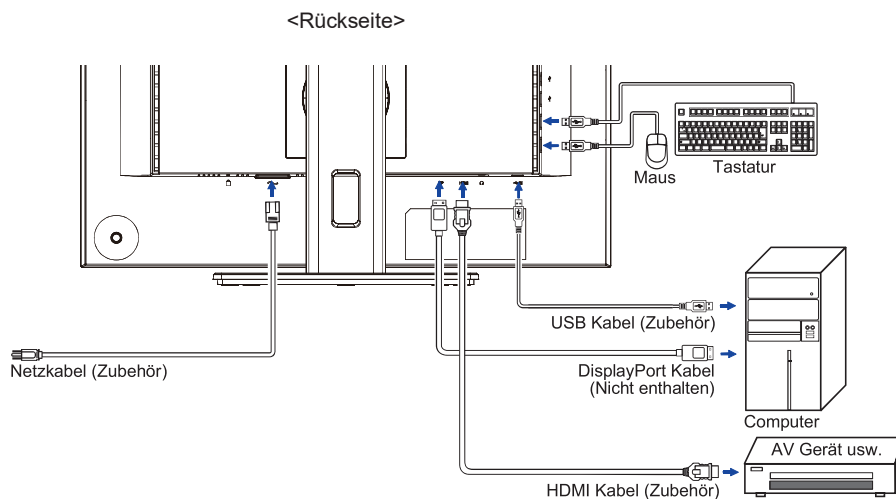 <Rückseite>
Maus
Tastatur
USB Kabel (Zubehör)
Netzkabel (Zubehör)
DisplayPort Kabel
(Nicht enthalten)
Computer
AV Gerät usw.
HDMI Kabel (Zubehör)